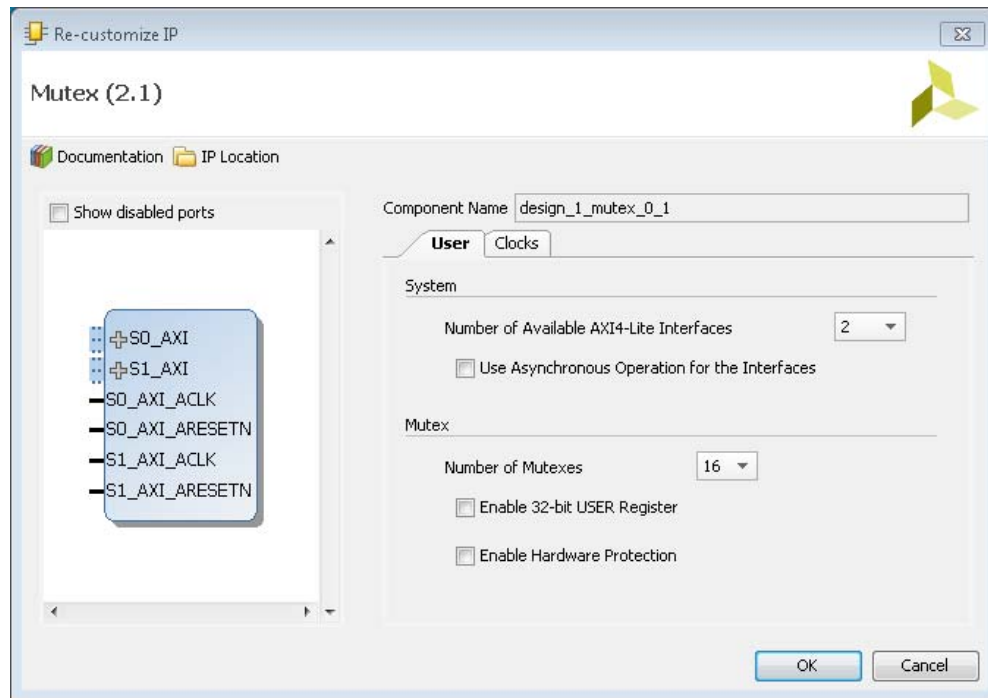 Re-customize IP
Mutex (2.1)
Documentation IP Location
Show disabled ports
S0_AXI
S1_AXI
S0_AXI_ACLK
S0_AXI_ARESETN
S1_AXI_ACLK
S1_AXI_ARESETN
Component Name design_1_mutex_0_1
User Clocks
System
Number of Available AXI4-Lite Interfaces 2
Use Asynchronous Operation for the Interfaces
Mutex
Number of Mutexes 16
Enable 32-bit USER Register
Enable Hardware Protection
OK Cancel